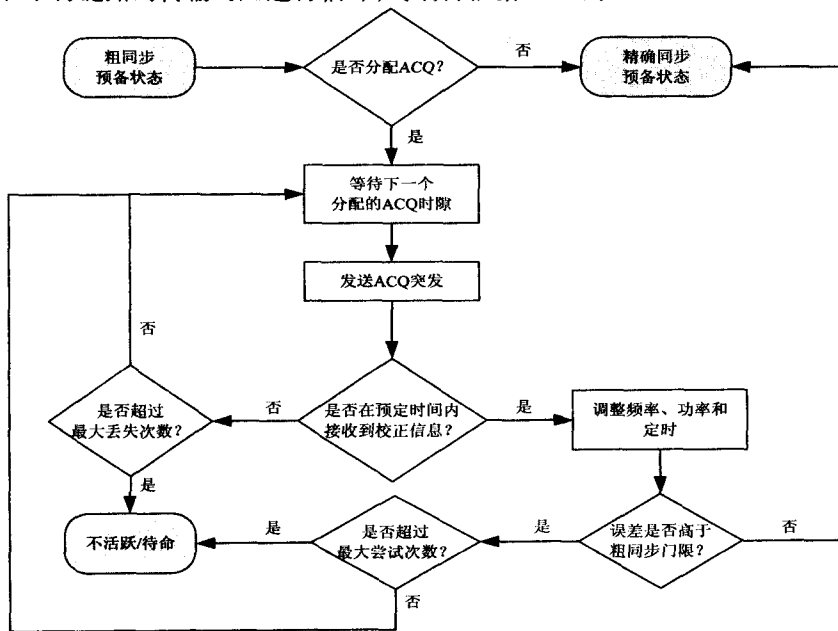 粗同步
预备状态
是否分配ACQ?
否
精确同步
预备状态
是
等待下一个
分配的ACQ时隙
发送ACQ突发
否
是否超过
最大丢失次数?
否
是否在预定时间内
接收到校正信息?
是
调整频率、功率和
定时
是
不活跃/待命
是
是否超过
最大尝试次数?
是
误差是否高于
粗同步门限?
否
否